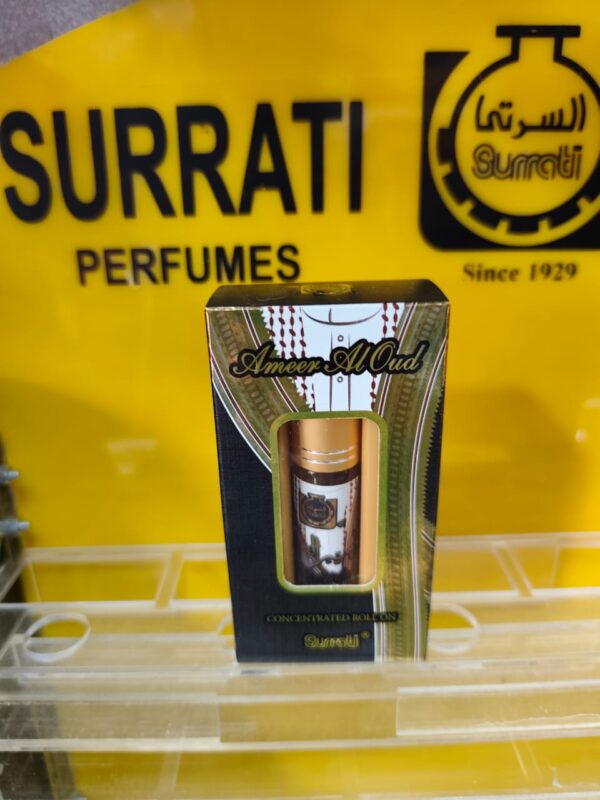 SURRATI
PERFUMES
السرتي
Surrati
Since 1929
Ameer Al Oud
CONCENTRATED ROLL ON
Surrati®